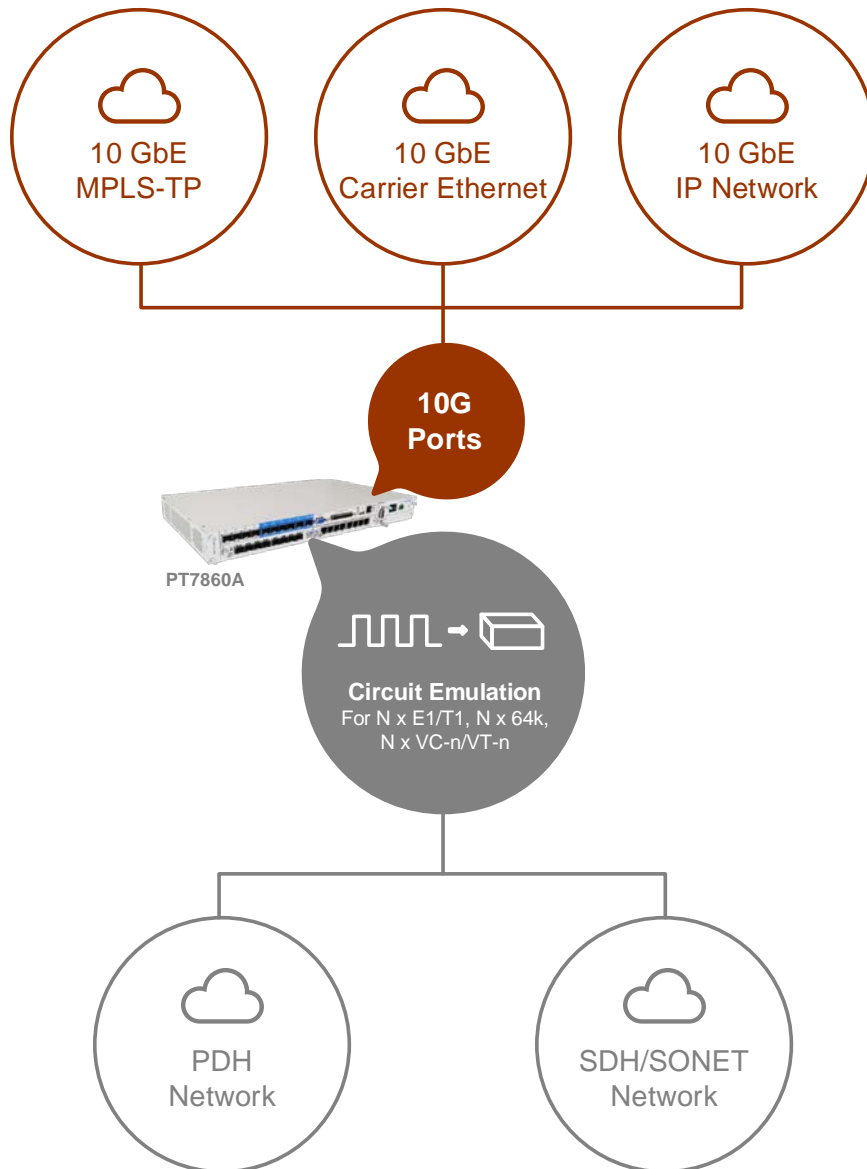 10 GbE
MPLS-TP
10 GbE
Carrier Ethernet
10 GbE
IP Network
10G
Ports
PT7860A
Circuit Emulation
For N x E1/T1, N x 64k,
N x VC-n/VT-n
PDH
Network
SDH/SONET
Network